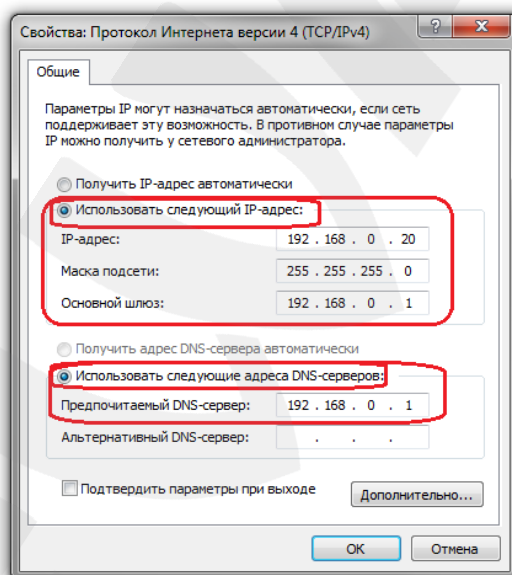 Свойства: Протокол Интернета версии 4 (TCP/IPv4)
Общие
Параметры IP могут назначаться автоматически, если сеть
поддерживает эту возможность. В противном случае параметры
IP можно получить у сетевого администратора.
Получить IP-адрес автоматически
Использовать следующий IP-адрес:
IP-адрес: 192 . 168 . 0 . 20
Маска подсети: 255 . 255 . 255 . 0
Основной шлюз: 192 . 168 . 0 . 1
Получить адрес DNS-сервера автоматически
Использовать следующие адреса DNS-серверов:
Предпочитаемый DNS-сервер: 192 . 168 . 0 . 1
Альтернативный DNS-сервер: . . .
Подтвердить параметры при выходе
Дополнительно...
ОК Отмена